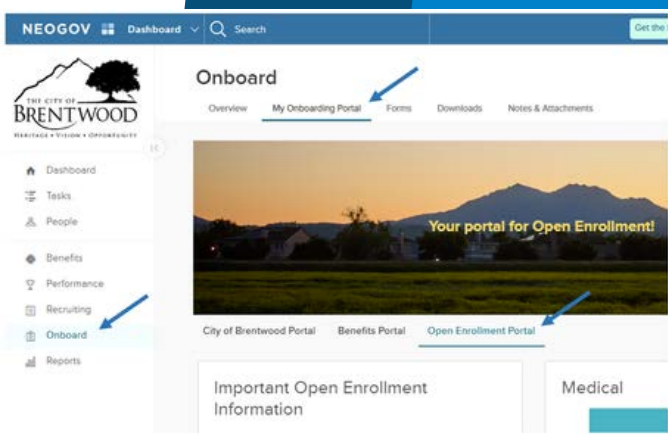 NEOGOV Dashboard Search Get the
THE CITY OF
BRENTWOOD
HERITAGE • VISION • OPPORTUNITY
Dashboard
Tasks
People
Benefits
Performance
Recruiting
Onboard
Reports
Onboard
Overview My Onboarding Portal Forms Downloads Notes & Attachments
Your portal for Open Enrollment!
City of Brentwood Portal Benefits Portal Open Enrollment Portal
Important Open Enrollment
Information
Medical